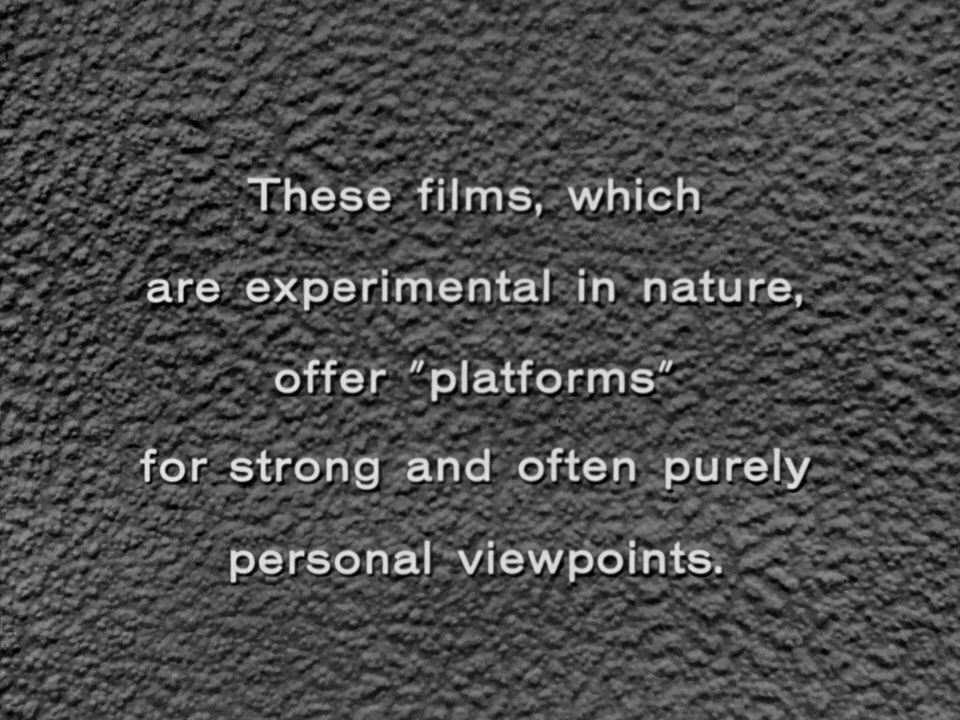 These films, which
are experimental in nature,
offer "platforms"
for strong and often purely
personal viewpoints.